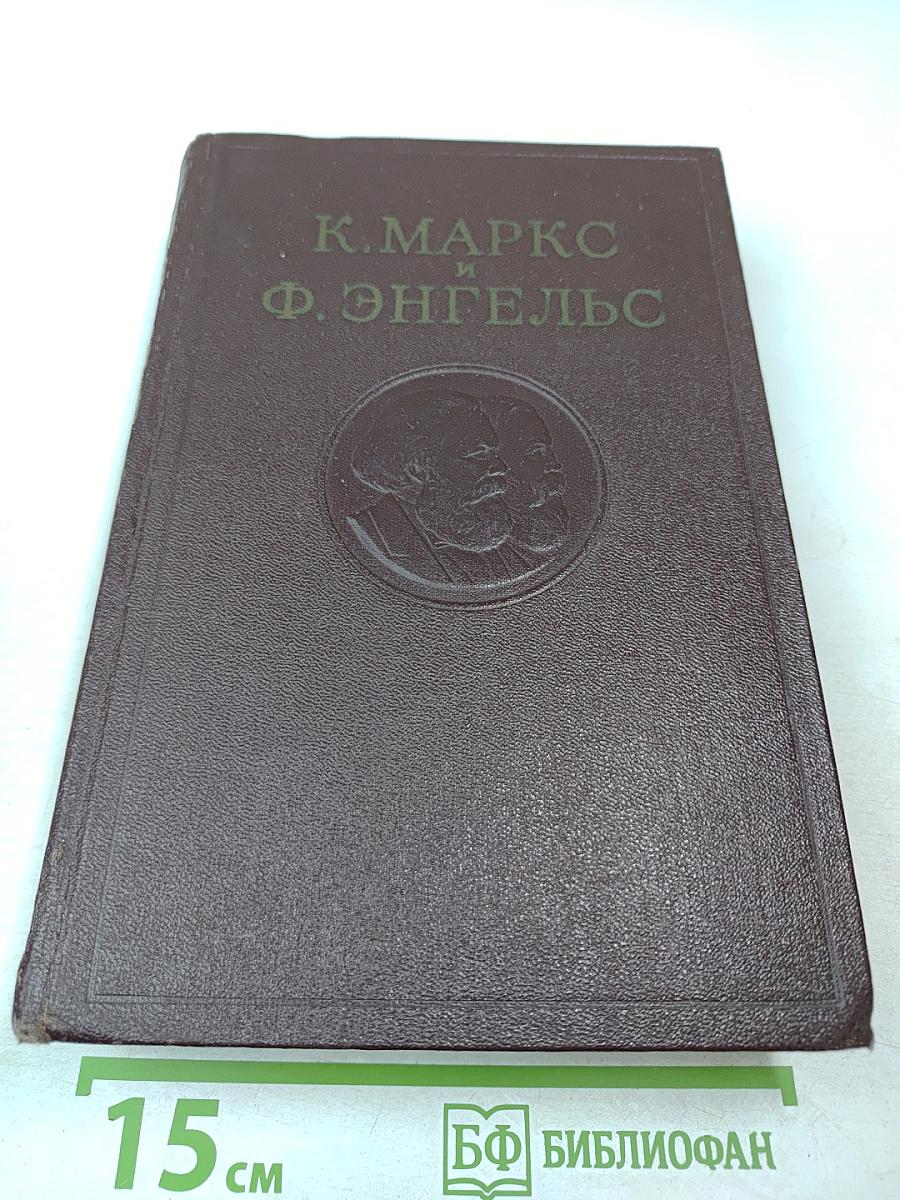 К. МАРКС
и
Ф. ЭНГЕЛЬС
15 см
БФ БИБЛИОФАН